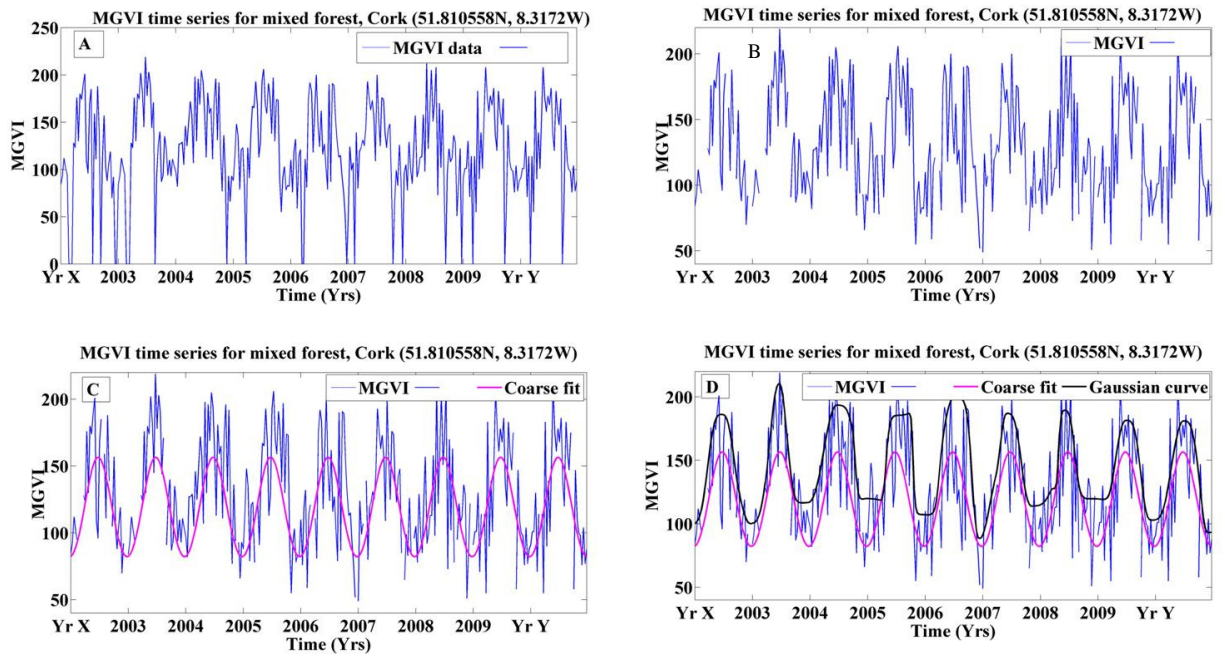 MGVI time series for mixed forest, Cork (51.810558N, 8.3172W)
A
MGVI data
250
200
150
100
50
0
MGVI
Yr X 2003 2004 2005 2006 2007 2008 2009 Yr Y
Time (Yrs)
MGVI time series for mixed forest, Cork (51.810558N, 8.3172W)
B
MGVI
200
150
100
50
MGVI
Yr X 2003 2004 2005 2006 2007 2008 2009 Yr Y
Time (Yrs)
MGVI time series for mixed forest, Cork (51.810558N, 8.3172W)
C
MGVI Coarse fit
200
150
100
50
MGVI
Yr X 2003 2004 2005 2006 2007 2008 2009 Yr Y
Time (Yrs)
MGVI time series for mixed forest, Cork (51.810558N, 8.3172W)
D
MGVI Coarse fit Gaussian curve
200
150
100
50
MGVI
Yr X 2003 2004 2005 2006 2007 2008 2009 Yr Y
Time (Yrs)